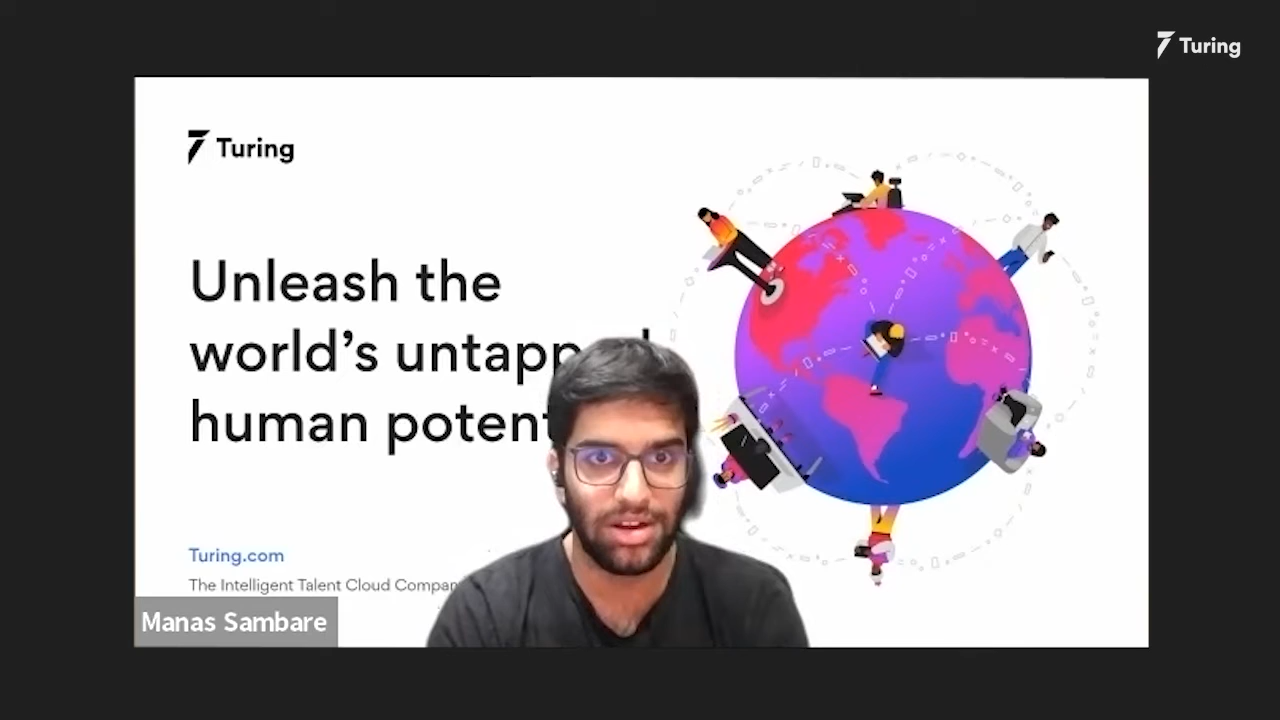 Turing
Turing
Unleash the
world's untapp
human potent
Turing.com
The Intelligent Talent Cloud Compan
Manas Sambare